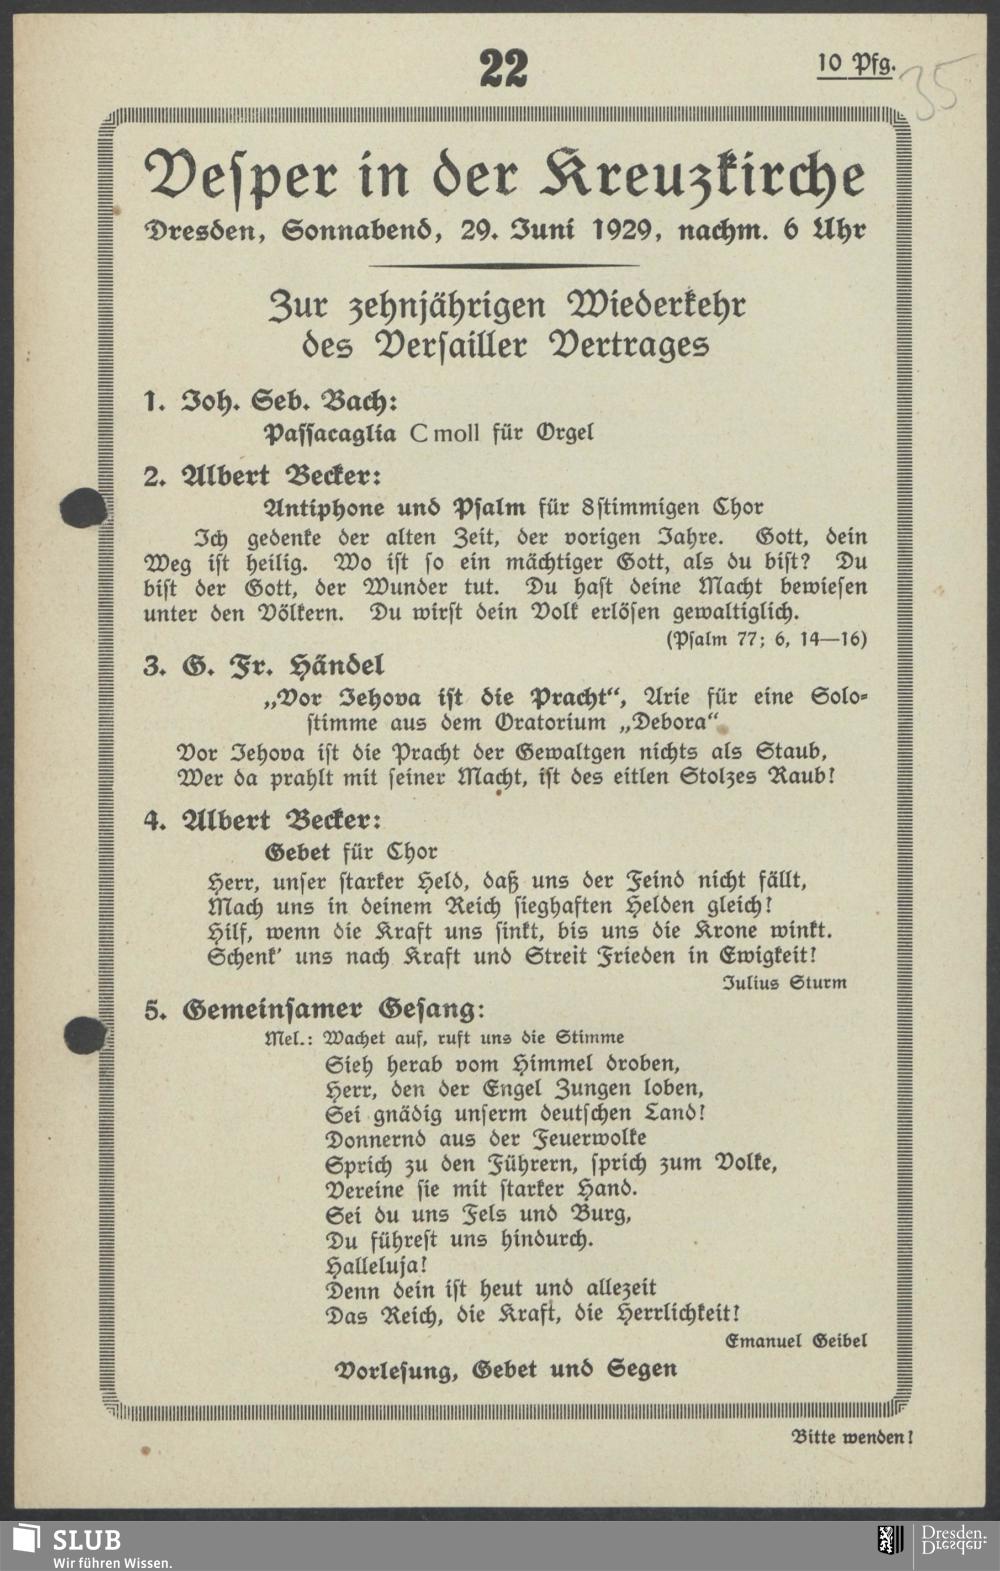 22
10 Pfg.
35
Vesper in der Kreuzkirche
Dresden, Sonnabend, 29. Juni 1929, nachm. 6 Uhr
Zur zehnjährigen Wiederkehr
des Versailler Vertrages
1. Joh. Seb. Bach:
Passacaglia C moll für Orgel
2. Albert Becker:
Antiphone und Psalm für 8stimmigen Chor
Ich gedenke der alten Zeit, der vorigen Jahre. Gott, dein
Weg ist heilig. Wo ist so ein mächtiger Gott, als du bist? Du
bist der Gott, der Wunder tut. Du hast deine Macht bewiesen
unter den Völkern. Du wirst dein Volk erlösen gewaltiglich.
(Psalm 77; 6, 14—16)
3. G. Fr. Händel
„Vor Jehova ist die Pracht“, Arie für eine Solo-
stimme aus dem Oratorium „Debora“
Vor Jehova ist die Pracht der Gewaltgen nichts als Staub,
Wer da prahlt mit seiner Macht, ist des eitlen Stolzes Raub!
4. Albert Becker:
Gebet für Chor
Herr, unser starker Held, daß uns der Feind nicht fällt,
Mach uns in deinem Reich sieghaften Helden gleich!
Hilf, wenn die Kraft uns sinkt, bis uns die Krone winkt.
Schenk' uns nach Kraft und Streit Frieden in Ewigkeit!
Julius Sturm
5. Gemeinsamer Gesang:
Mel.: Wachet auf, ruft uns die Stimme
Sieh herab vom Himmel droben,
Herr, den der Engel Zungen loben,
Sei gnädig unserm deutschen Land!
Donnernd aus der Feuerwolke
Sprich zu den Führern, sprich zum Volke,
Vereine sie mit starker Hand.
Sei du uns Fels und Burg,
Du führest uns hindurch.
Halleluja!
Denn dein ist heut und allezeit
Das Reich, die Kraft, die Herrlichkeit!
Emanuel Geibel
Vorlesung, Gebet und Segen
Bitte wenden!
SLUB
Wir führen Wissen.
Dresden.
Dresden.